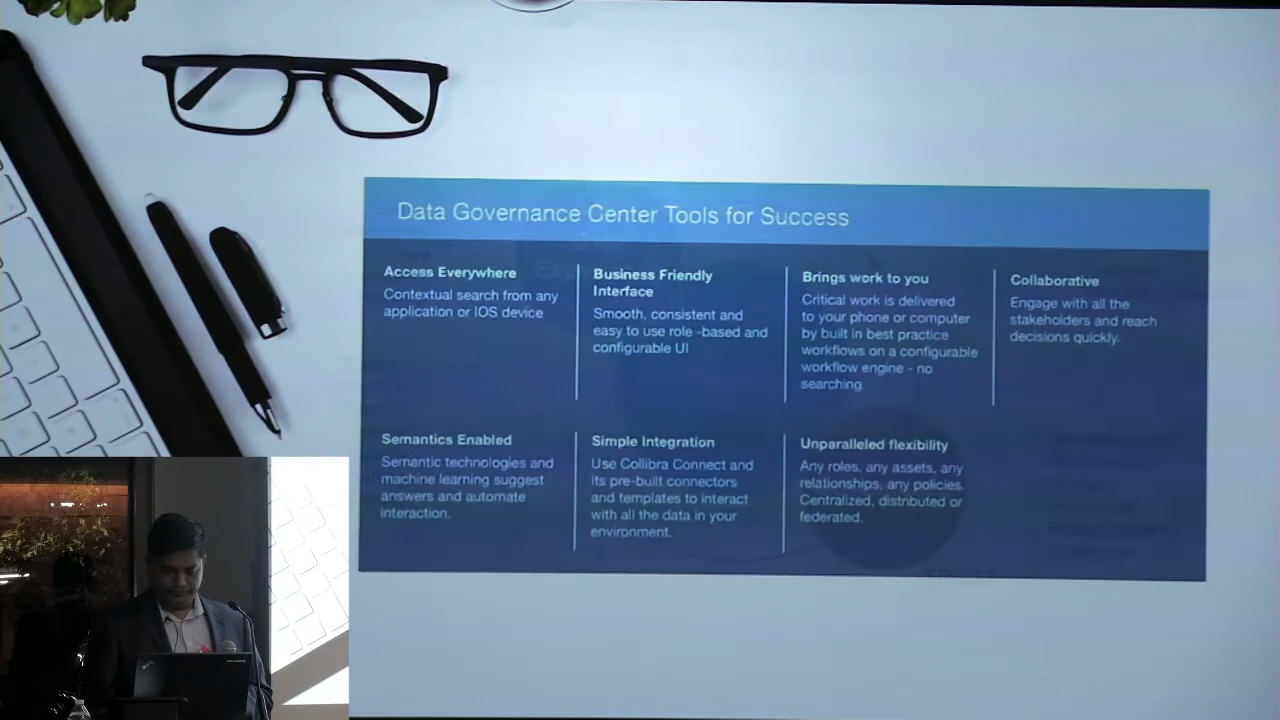 Data Governance Center Tools for Success
Access Everywhere
Contextual search from any
application or IOS device
Business Friendly
Interface
Smooth, consistent and
easy to use role -based and
configurable UI
Brings work to you
Critical work is delivered
to your phone or computer
by built in best practice
workflows on a configurable
workflow engine - no
searching.
Collaborative
Engage with all the
stakeholders and reach
decisions quickly.
Semantics Enabled
Semantic technologies and
machine learning suggest
answers and automate
interaction.
Simple Integration
Use Collibra Connect and
its pre-built connectors
and templates to interact
with all the data in your
environment.
Unparalleled flexibility
Any roles, any assets, any
relationships, any policies.
Centralized, distributed or
federated.